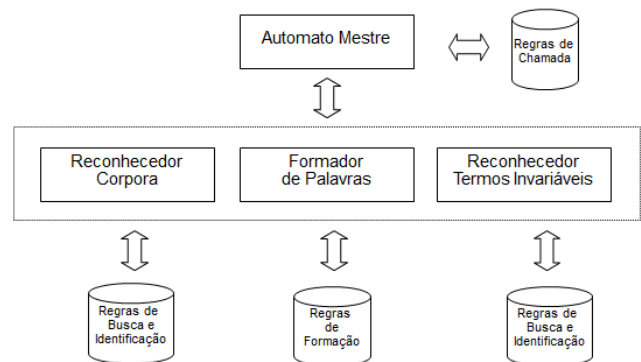 Automato Mestre
Regras de
Chamada
Reconhecedor
Corpora
Formador
de Palavras
Reconhecedor
Termos Invariáveis
Regras de
Busca e
Identificação
Regras
de
Formação
Regras de
Busca e
Identificação